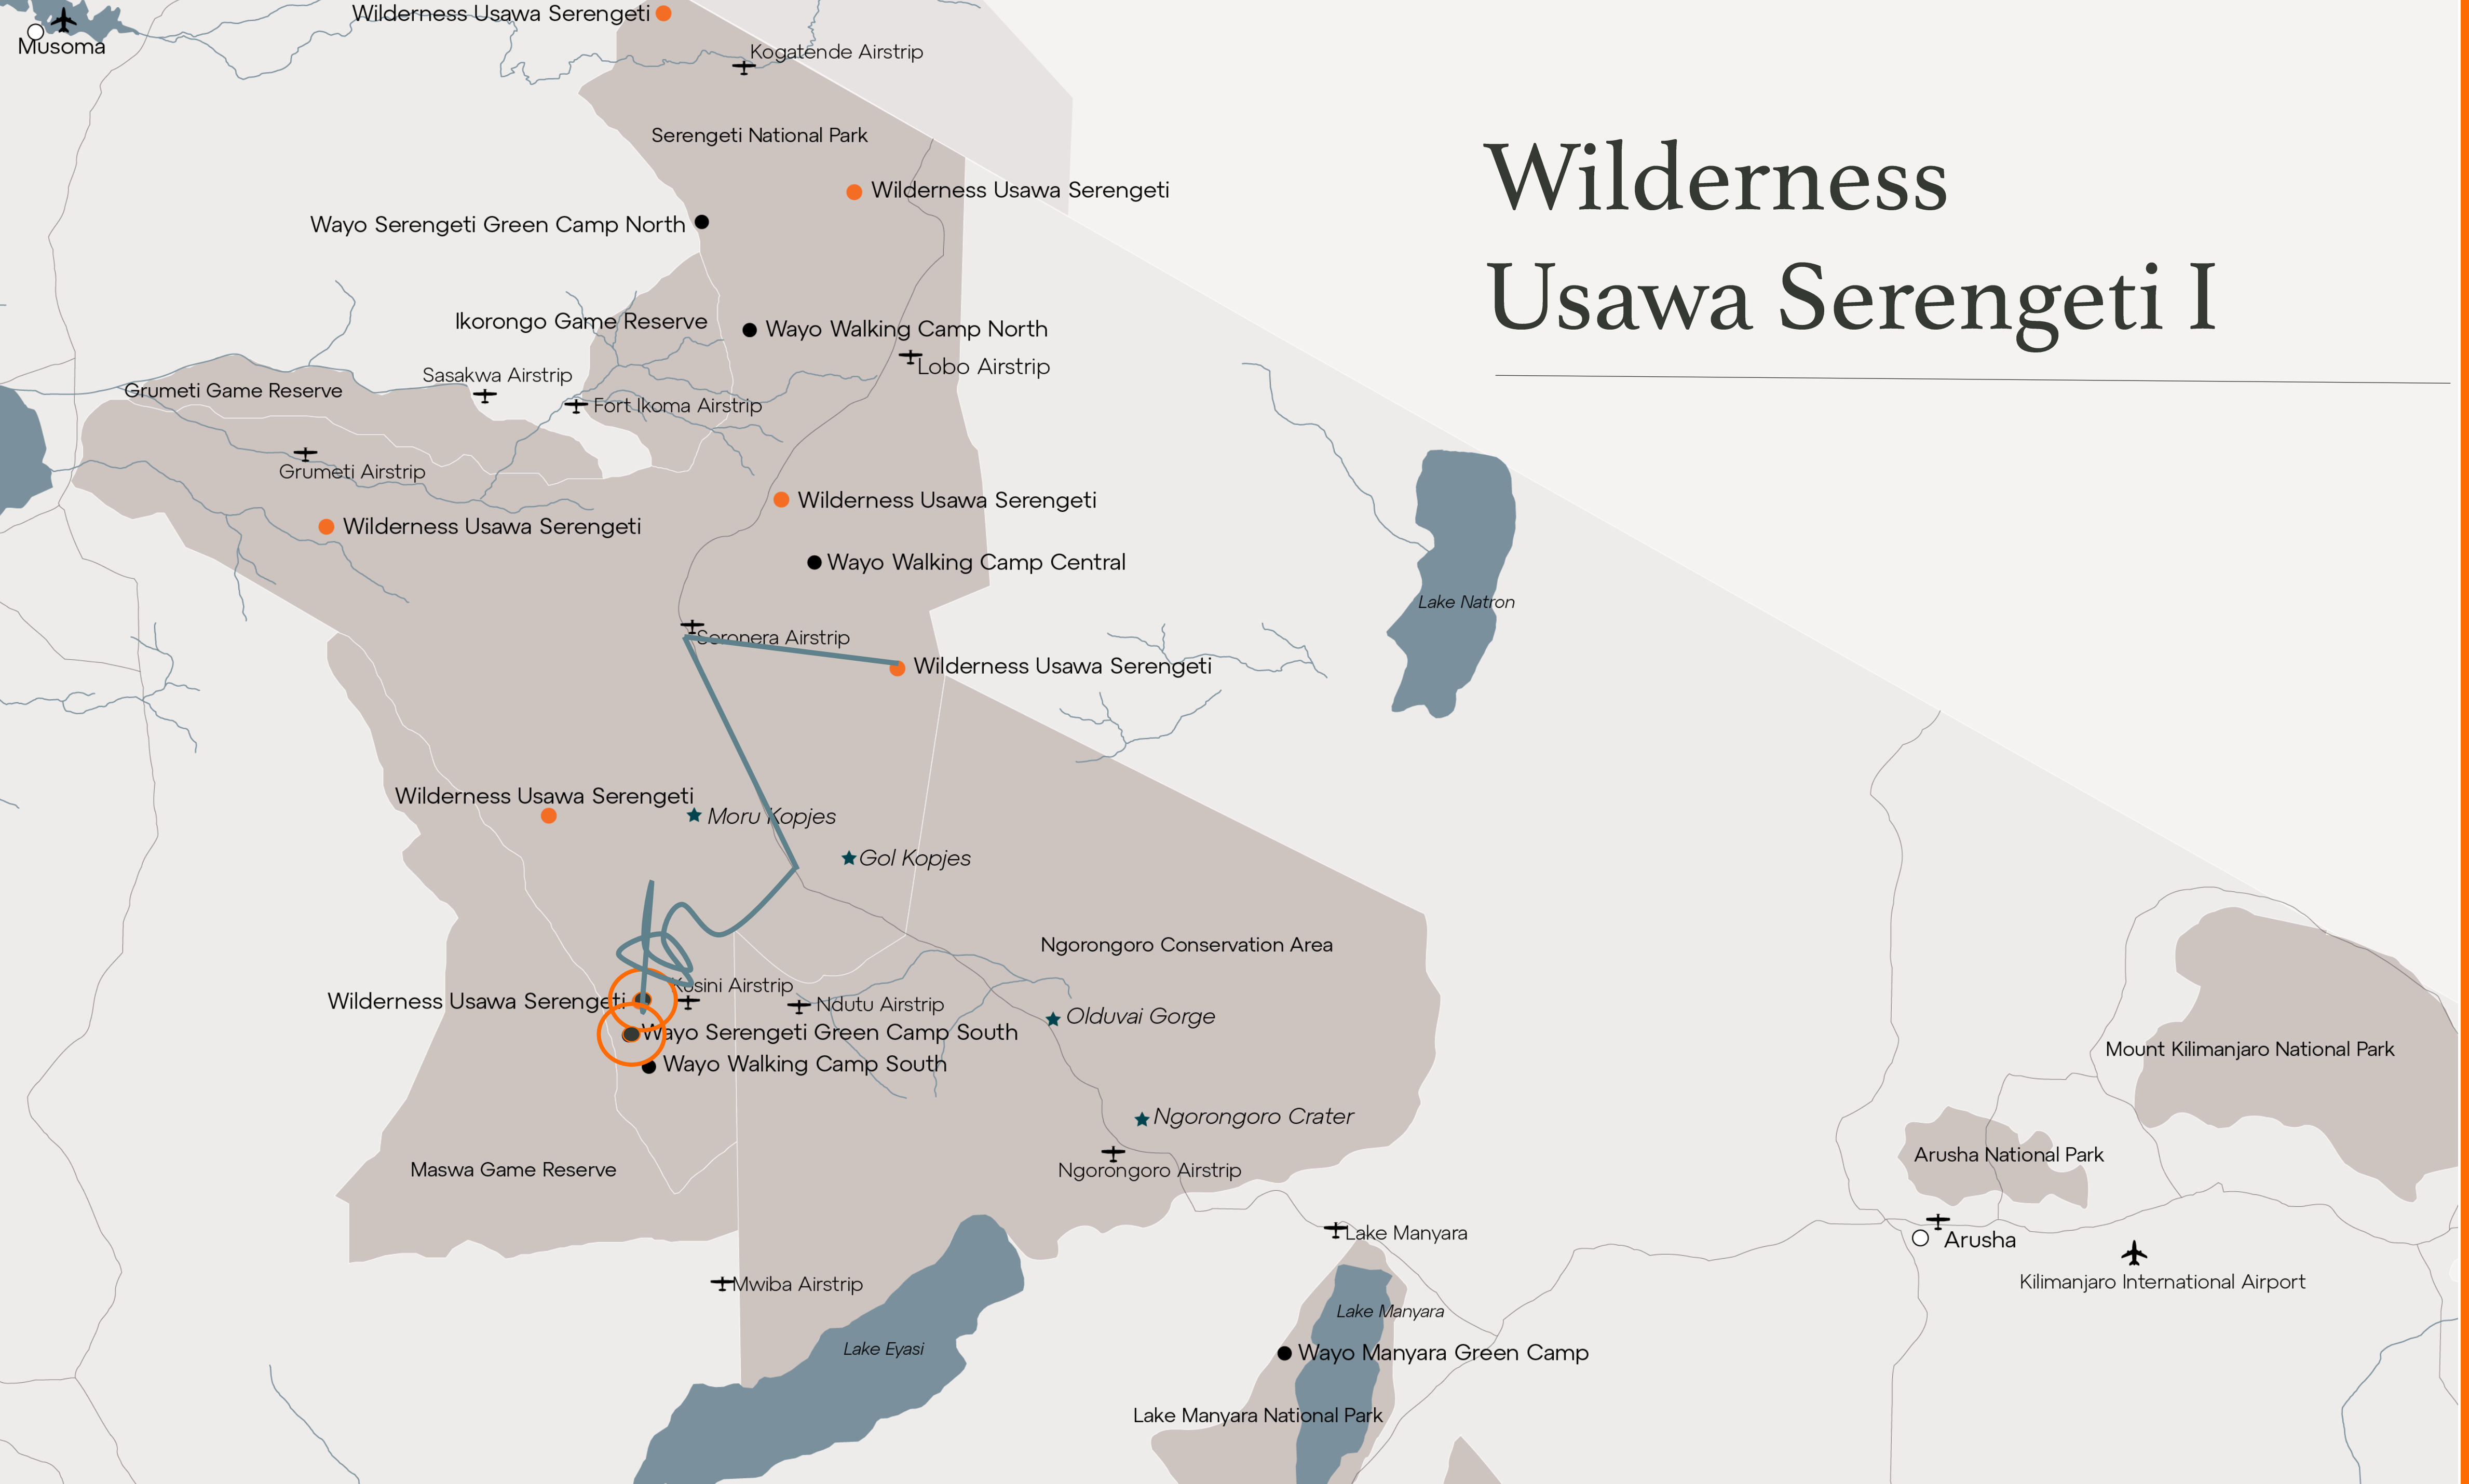 Wilderness Usawa Serengeti
Musoma
Kogatende Airstrip
Serengeti National Park
Wilderness
Usawa Serengeti I
Wilderness Usawa Serengeti
Wayo Serengeti Green Camp North
Ikorongo Game Reserve
Wayo Walking Camp North
Lobo Airstrip
Sasakwa Airstrip
Grumeti Game Reserve
Fort Ikoma Airstrip
Grumeti Airstrip
Wilderness Usawa Serengeti
Wilderness Usawa Serengeti
Wayo Walking Camp Central
Lake Natron
Seronera Airstrip
Wilderness Usawa Serengeti
Wilderness Usawa Serengeti
Moru Kopjes
Gol Kopjes
Ngorongoro Conservation Area
Kusini Airstrip
Wilderness Usawa Serengeti
Ndutu Airstrip
Olduvai Gorge
Wayo Serengeti Green Camp South
Mount Kilimanjaro National Park
Wayo Walking Camp South
Ngorongoro Crater
Arusha National Park
Maswa Game Reserve
Ngorongoro Airstrip
Lake Manyara
Arusha
Kilimanjaro International Airport
Mwiba Airstrip
Lake Manyara
Lake Eyasi
Wayo Manyara Green Camp
Lake Manyara National Park